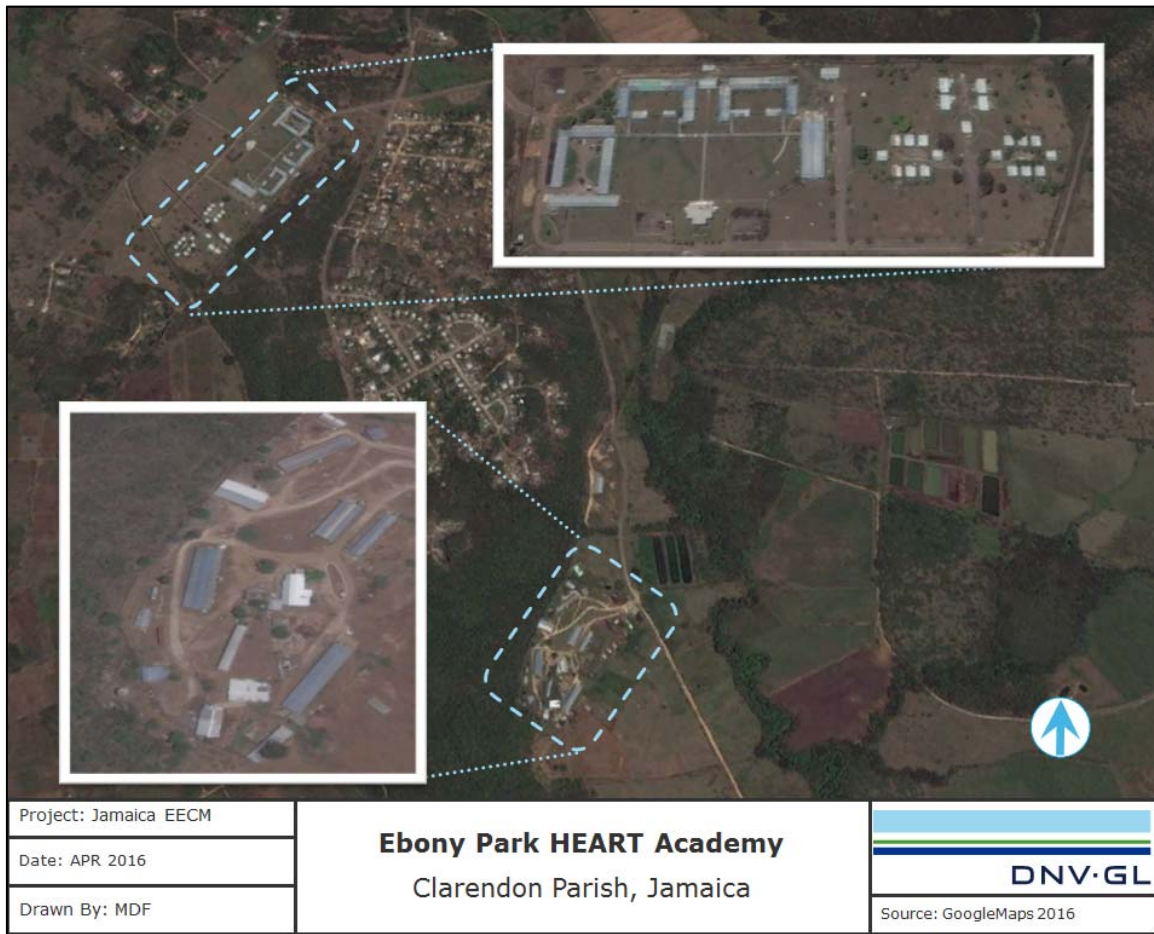 Project: Jamaica EECM
Date: APR 2016
Drawn By: MDF
Ebony Park HEART Academy
Clarendon Parish, Jamaica
DNV·GL
Source: GoogleMaps 2016